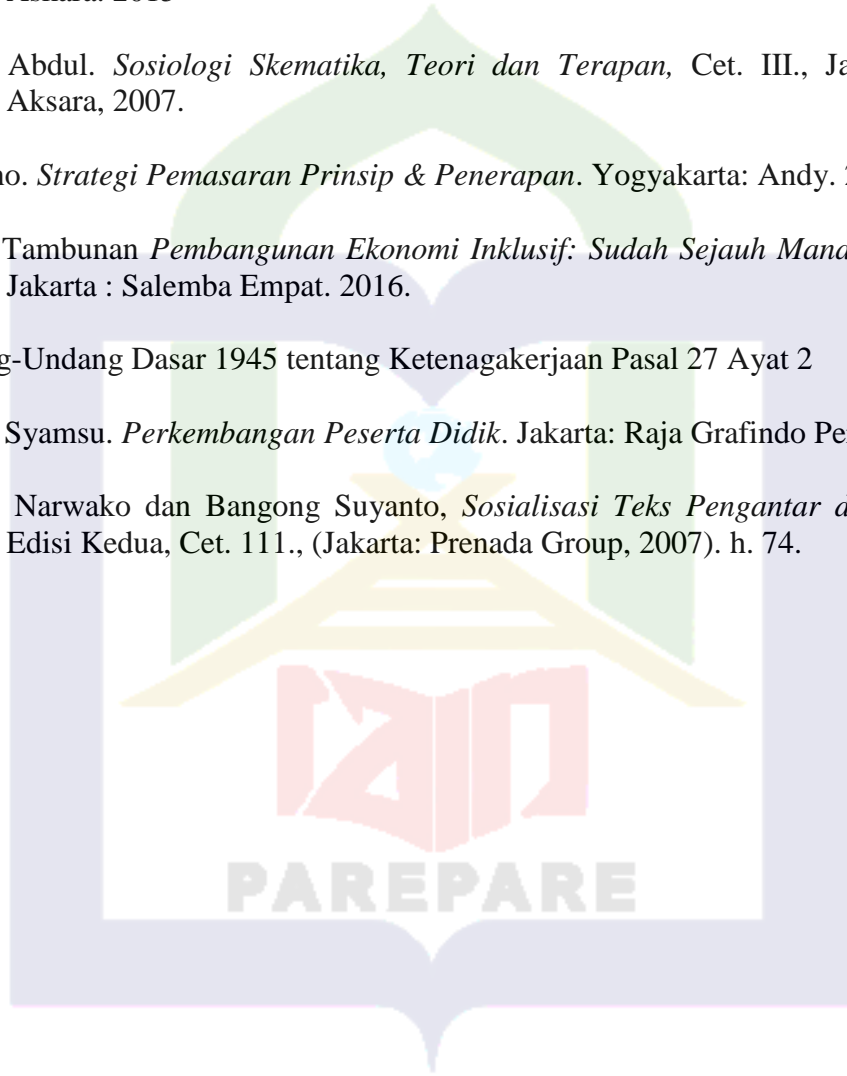 Abdul. Sosiologi Skematika, Teori dan Terapan, Cet. III., Ja
Aksara, 2007.
no. Strategi Pemasaran Prinsip & Penerapan. Yogyakarta: Andy. 2
Tambunan Pembangunan Ekonomi Inklusif: Sudah Sejauh Mana
Jakarta : Salemba Empat. 2016.
g-Undang Dasar 1945 tentang Ketenagakerjaan Pasal 27 Ayat 2
Syamsu. Perkembangan Peserta Didik. Jakarta: Raja Grafindo Per
Narwako dan Bangong Suyanto, Sosialisasi Teks Pengantar d
Edisi Kedua, Cet. 111., (Jakarta: Prenada Group, 2007). h. 74.
PAREPARE